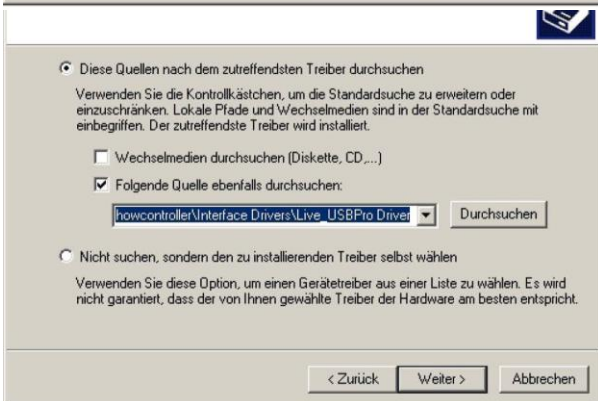 Diese Quellen nach dem zutreffendsten Treiber durchsuchen
Verwenden Sie die Kontrollkästchen, um die Standardsuche zu erweitern oder
einzuschränken. Lokale Pfade und Wechselmedien sind in der Standardsuche mit
einbegriffen. Der zutreffendste Treiber wird installiert.
Wechselmedien durchsuchen (Diskette, CD,...)
Folgende Quelle ebenfalls durchsuchen:
howcontroller\Interface Drivers\Live_USBPro Driver
Durchsuchen
Nicht suchen, sondern den zu installierenden Treiber selbst wählen
Verwenden Sie diese Option, um einen Gerätetreiber aus einer Liste zu wählen. Es wird
nicht garantiert, dass der von Ihnen gewählte Treiber der Hardware am besten entspricht.
< Zurück Weiter > Abbrechen